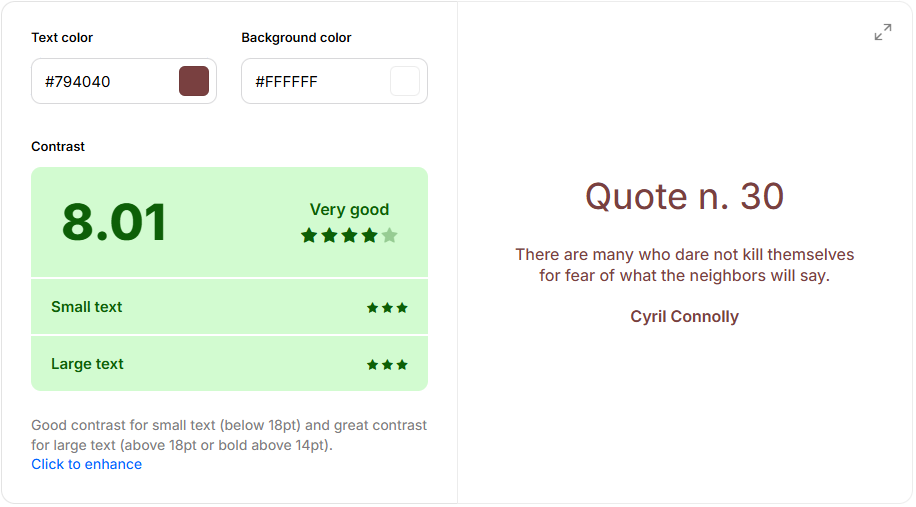 Text color
Background color
#794040
#FFFFFF
Contrast
8.01
Very good
Small text
Large text
Good contrast for small text (below 18pt) and great contrast
for large text (above 18pt or bold above 14pt).
Click to enhance
Quote n. 30
There are many who dare not kill themselves
for fear of what the neighbors will say.
Cyril Connolly